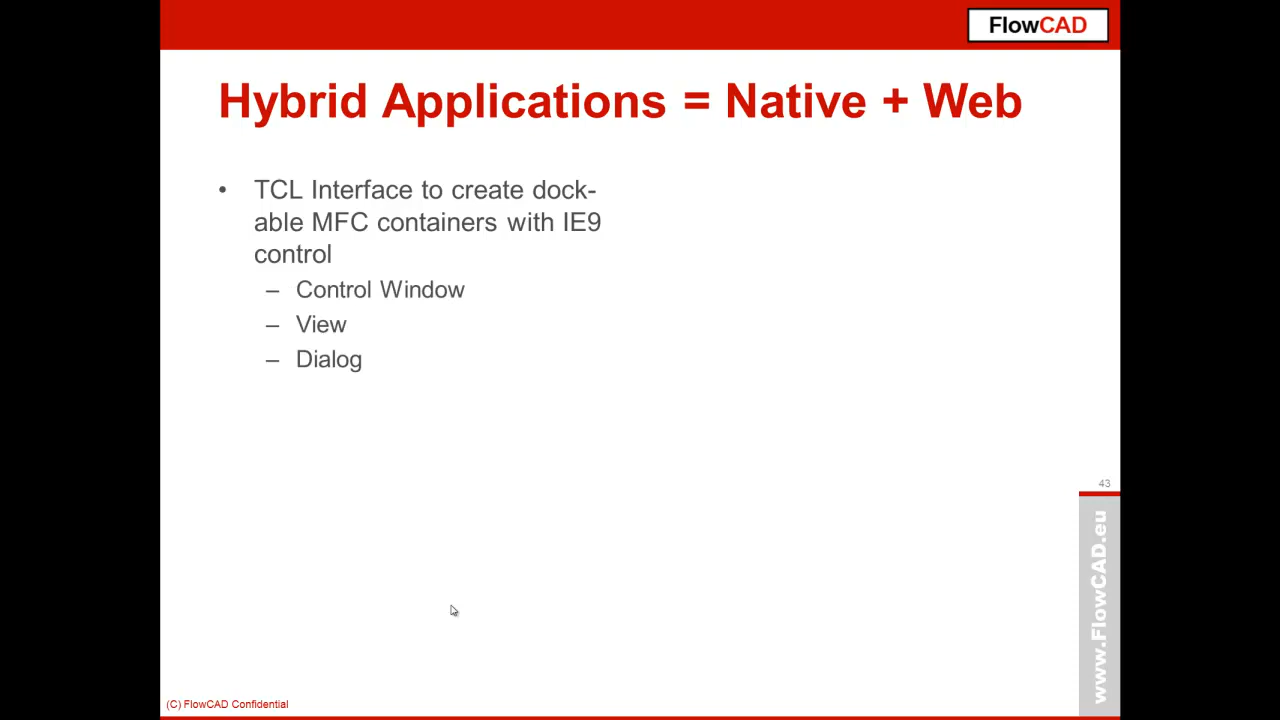 FlowCAD
Hybrid Applications = Native + Web
• TCL Interface to create dock-
able MFC containers with IE9
control
– Control Window
– View
– Dialog
43
www.FlowCAD.eu
(C) FlowCAD Confidential